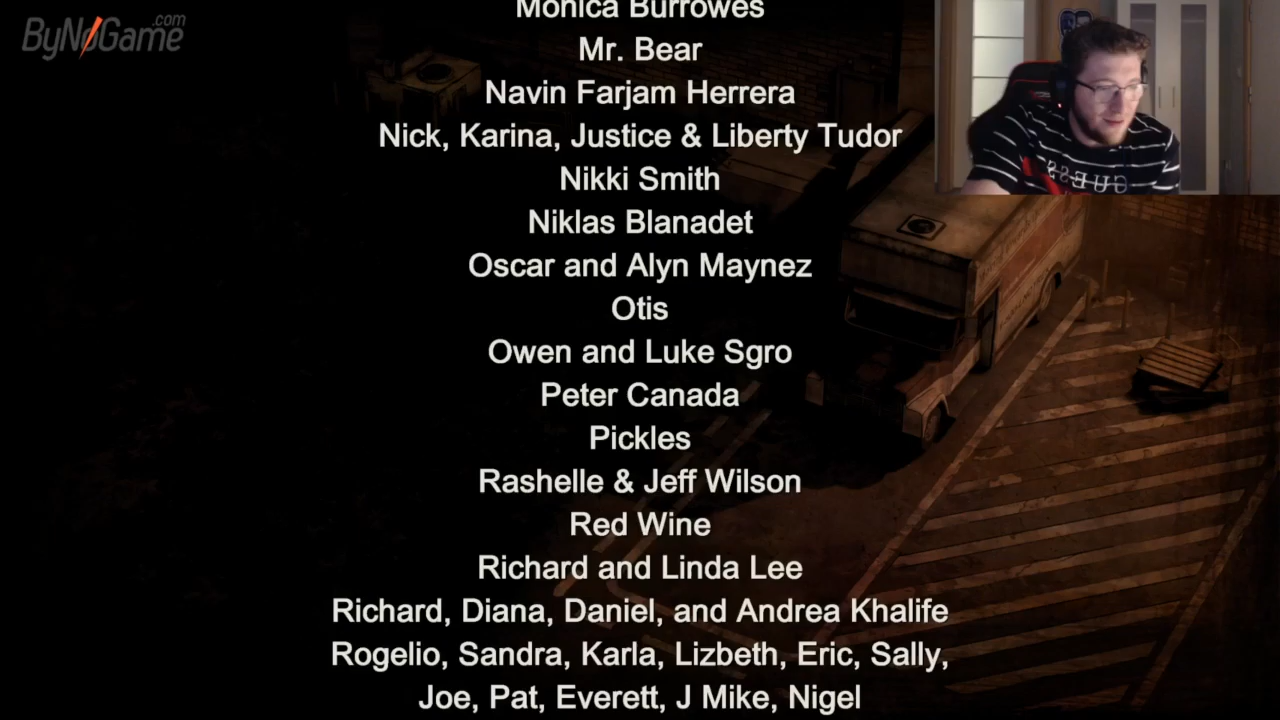 ByNoGame.com
Monica Burrowes
Mr. Bear
Navin Farjam Herrera
Nick, Karina, Justice & Liberty Tudor
Nikki Smith
Niklas Blanadet
Oscar and Alyn Maynez
Otis
Owen and Luke Sgro
Peter Canada
Pickles
Rashelle & Jeff Wilson
Red Wine
Richard and Linda Lee
Richard, Diana, Daniel, and Andrea Khalife
Rogelio, Sandra, Karla, Lizbeth, Eric, Sally,
Joe, Pat, Everett, J Mike, Nigel
GUESS